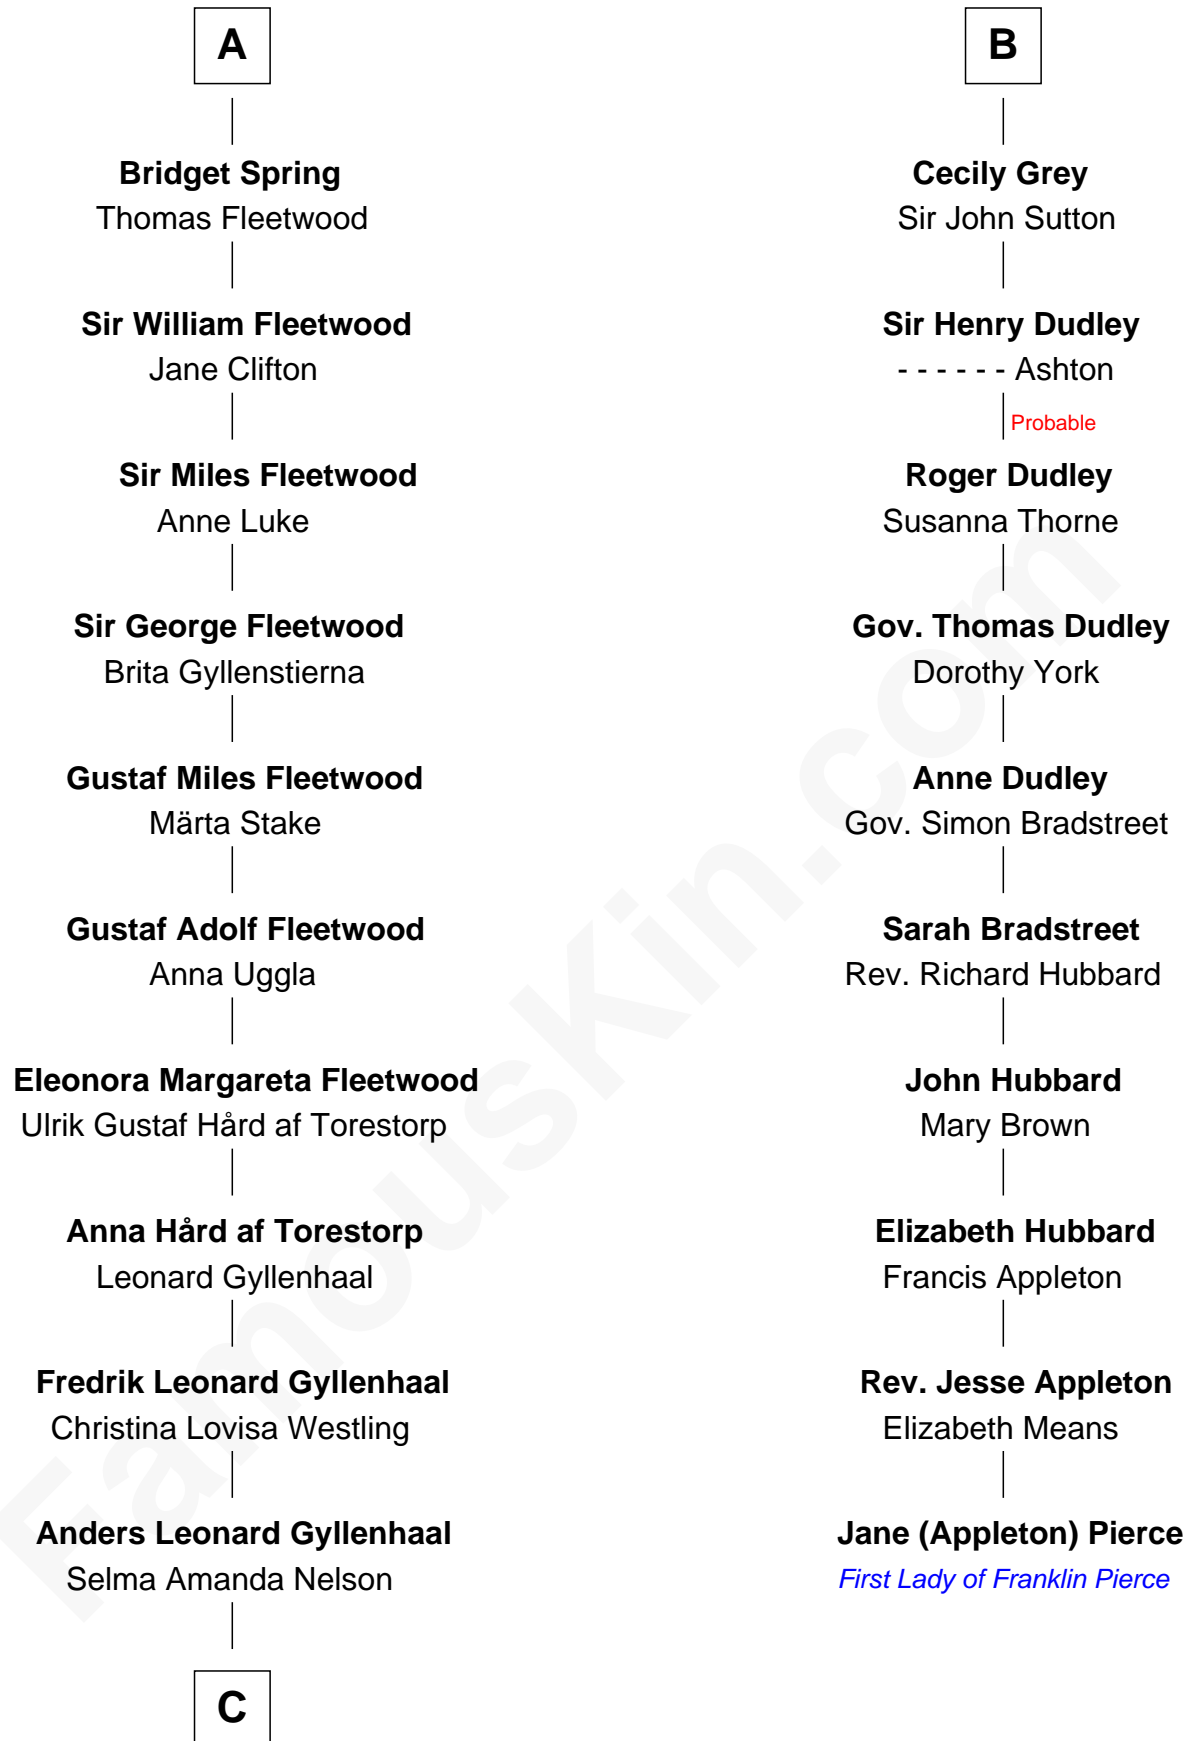 A
Bridget Spring
Thomas Fleetwood
Sir William Fleetwood
Jane Clifton
Sir Miles Fleetwood
Anne Luke
Sir George Fleetwood
Brita Gyllenstierna
Gustaf Miles Fleetwood
Märta Stake
Gustaf Adolf Fleetwood
Anna Uggla
Eleonora Margareta Fleetwood
Ulrik Gustaf Hård af Torestorp
Anna Hård af Torestorp
Leonard Gyllenhaal
Fredrik Leonard Gyllenhaal
Christina Lovisa Westling
Anders Leonard Gyllenhaal
Selma Amanda Nelson
C
B
Cecily Grey
Sir John Sutton
Sir Henry Dudley
- - - - - - Ashton
Probable
Roger Dudley
Susanna Thorne
Gov. Thomas Dudley
Dorothy York
Anne Dudley
Gov. Simon Bradstreet
Sarah Bradstreet
Rev. Richard Hubbard
John Hubbard
Mary Brown
Elizabeth Hubbard
Francis Appleton
Rev. Jesse Appleton
Elizabeth Means
Jane (Appleton) Pierce
First Lady of Franklin Pierce
FamousKin.com